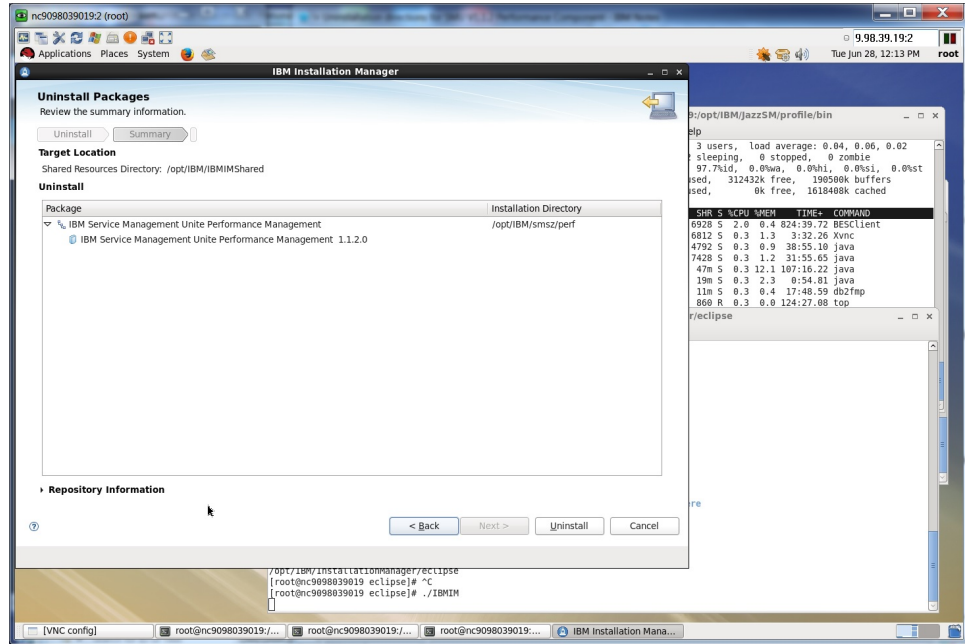 nc9098039019:2 (root)
9.98.39.19:2
Applications Places System
Tue Jun 28, 12:13 PM root
IBM Installation Manager
Uninstall Packages
Review the summary information.
Uninstall
Summary
Target Location
Shared Resources Directory: /opt/IBM/IBMIMShared
Uninstall
Package
Installation Directory
IBM Service Management Unite Performance Management
/opt/IBM/smsz/perf
IBM Service Management Unite Performance Management 1.1.2.0
Repository Information
< Back
Next >
Uninstall
Cancel
9:/opt/IBM/JazzSM/profile/bin
elp
3 users, load average: 0.04, 0.06, 0.02
sleeping, 0 stopped, 0 zombie
97.7%id, 0.0%wa, 0.0%hi, 0.0%si, 0.0%st
used, 312432k free, 190500k buffers
used, 0k free, 1618408k cached
SHR S %CPU %MEM TIME+ COMMAND
6928 S 2.0 0.4 824:39.72 BESClient
6812 S 0.3 1.3 3:32.26 Xvnc
4792 S 0.3 0.9 38:55.10 java
7428 S 0.3 1.2 31:55.65 java
47m S 0.3 12.1 107:16.22 java
19m S 0.3 2.3 0:54.81 java
11m S 0.3 0.4 17:48.59 db2fmp
860 R 0.3 0.0 124:27.08 top
r/eclipse
ere
/opt/IBM/InstallationManager/eclipse
[root@nc9098039019 eclipse]# ^C
[root@nc9098039019 eclipse]# ./IBMIM
[VNC config]
root@nc9098039019:/...
root@nc9098039019:/...
root@nc9098039019:...
IBM Installation Mana...